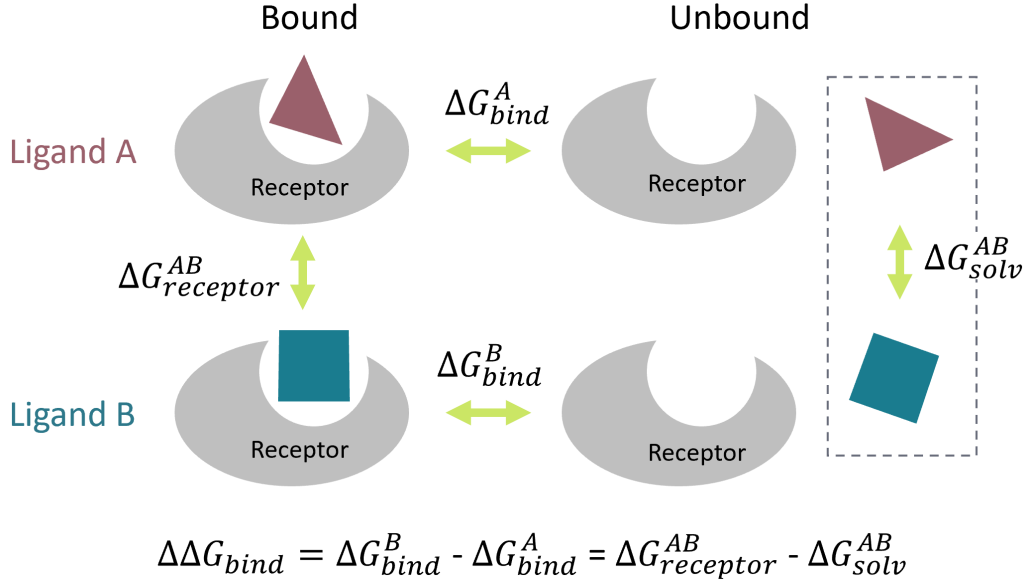 Bound Unbound
ΔG^A_bind
Ligand A
Receptor Receptor
ΔG^AB_receptor ΔG^AB_solv
ΔG^B_bind
Ligand B
Receptor Receptor
ΔΔG_bind = ΔG^B_bind - ΔG^A_bind = ΔG^AB_receptor - ΔG^AB_solv